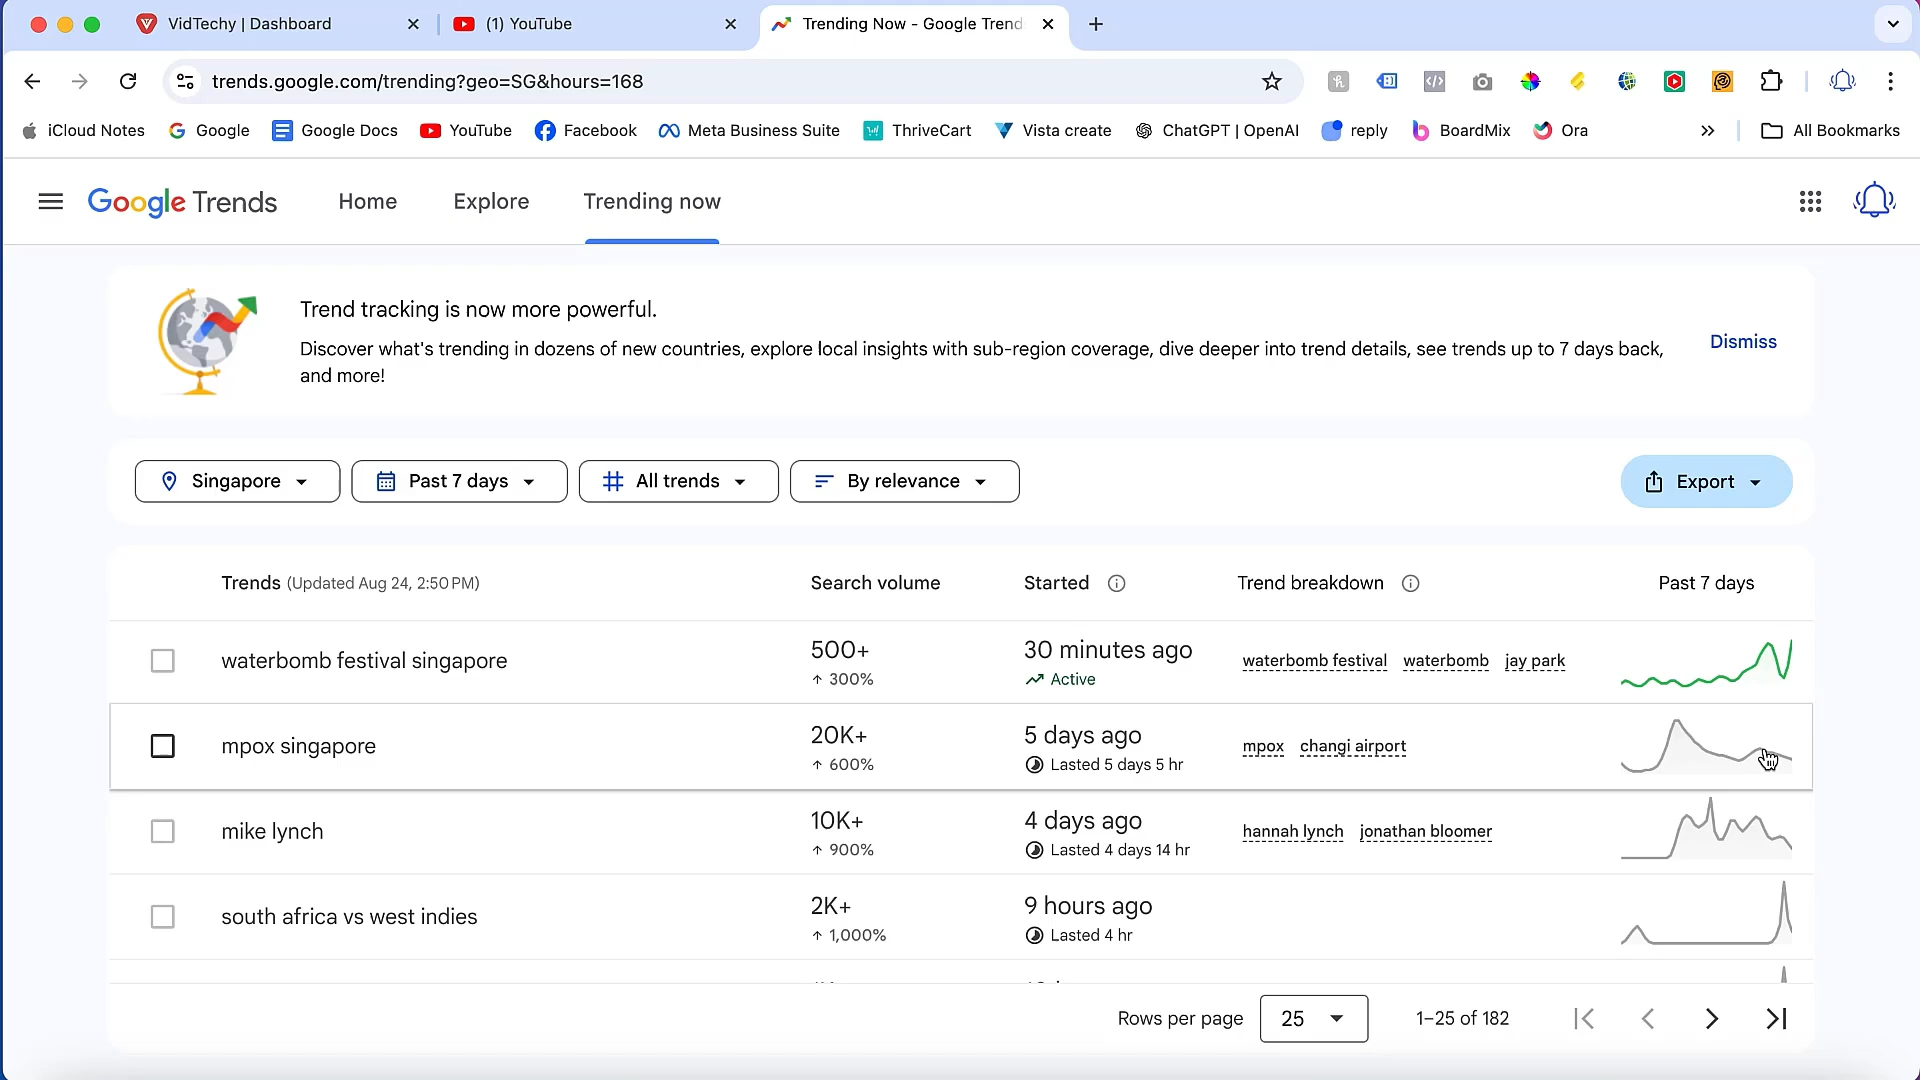 VidTechy | Dashboard
(1) YouTube
Trending Now - Google Trend
trends.google.com/trending?geo=SG&hours=168
iCloud Notes
Google
Google Docs
YouTube
Facebook
Meta Business Suite
ThriveCart
Vista create
ChatGPT | OpenAI
reply
BoardMix
Ora
All Bookmarks
Google Trends
Home
Explore
Trending now
Trend tracking is now more powerful.
Discover what's trending in dozens of new countries, explore local insights with sub-region coverage, dive deeper into trend details, see trends up to 7 days back,
and more!
Dismiss
Singapore
Past 7 days
All trends
By relevance
Export
Trends (Updated Aug 24, 2:50 PM)
Search volume
Started
Trend breakdown
Past 7 days
waterbomb festival singapore
500+
300%
30 minutes ago
Active
waterbomb festival
waterbomb
jay park
mpox singapore
20K+
600%
5 days ago
Lasted 5 days 5 hr
mpox
changi airport
mike lynch
10K+
900%
4 days ago
Lasted 4 days 14 hr
hannah lynch
jonathan bloomer
south africa vs west indies
2K+
1,000%
9 hours ago
Lasted 4 hr
Rows per page
25
1–25 of 182